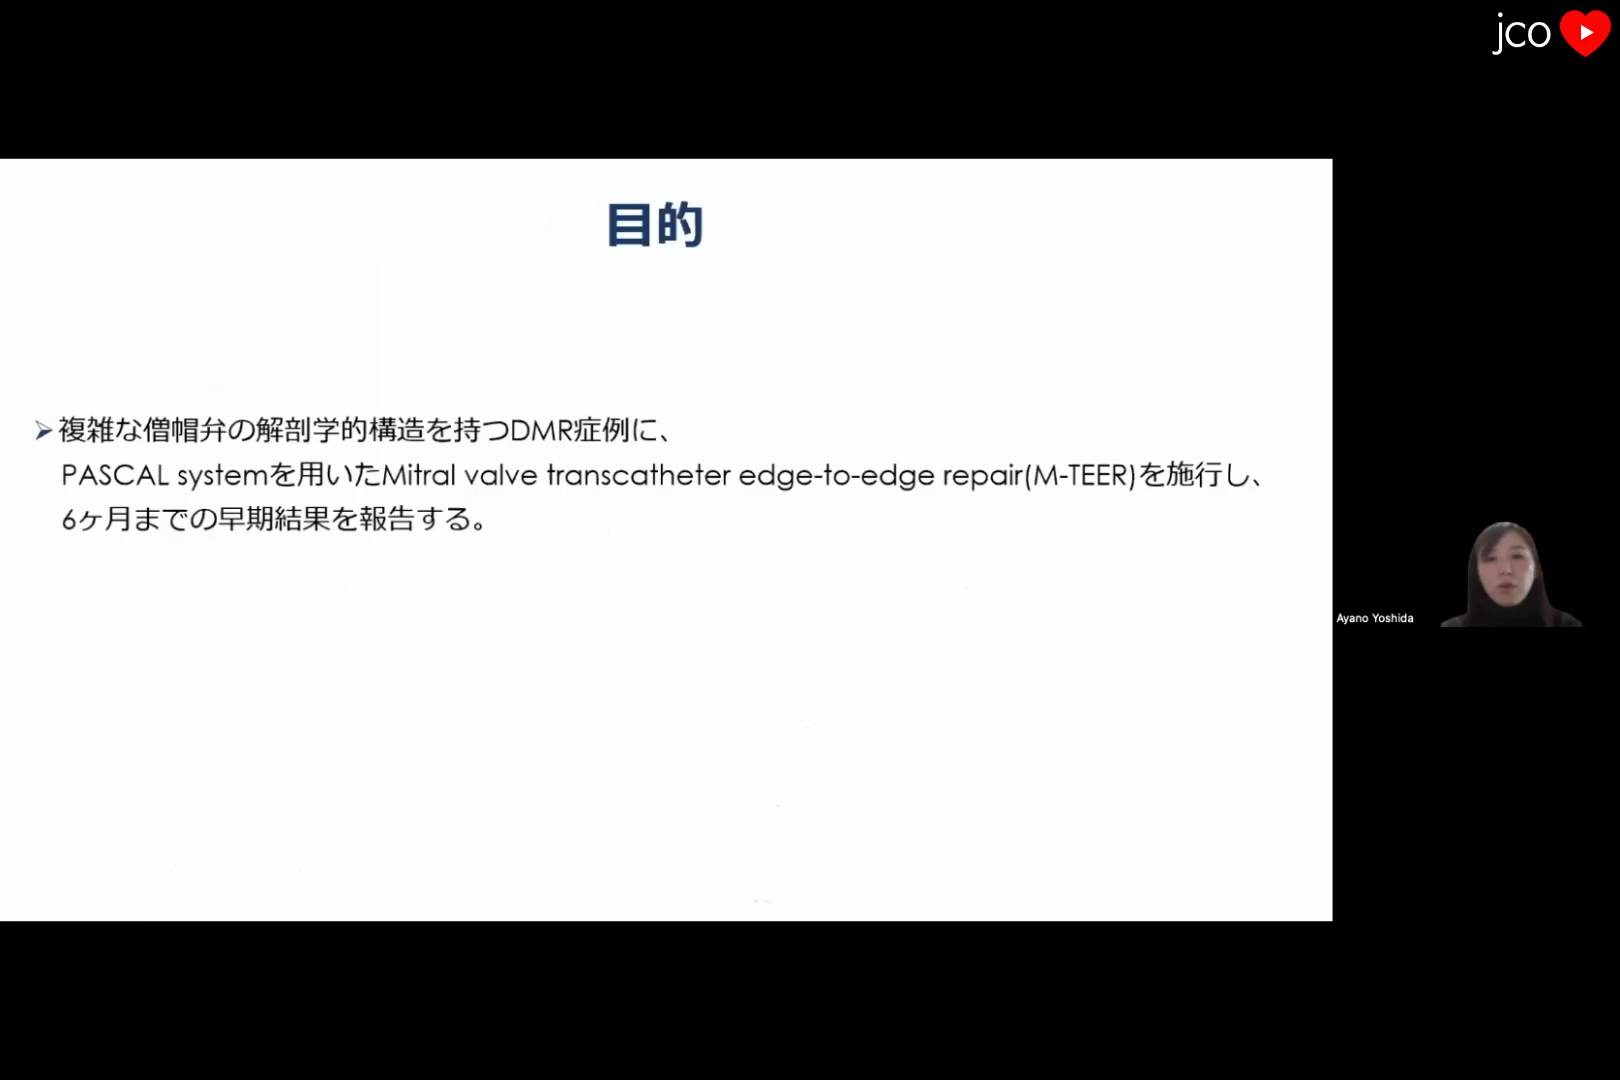 jco
目的
複雑な僧帽弁の解剖学的構造を持つDMR症例に、
PASCAL systemを用いたMitral valve transcatheter edge-to-edge repair(M-TEER)を施行し、
6ヶ月までの早期結果を報告する。
Ayano Yoshida